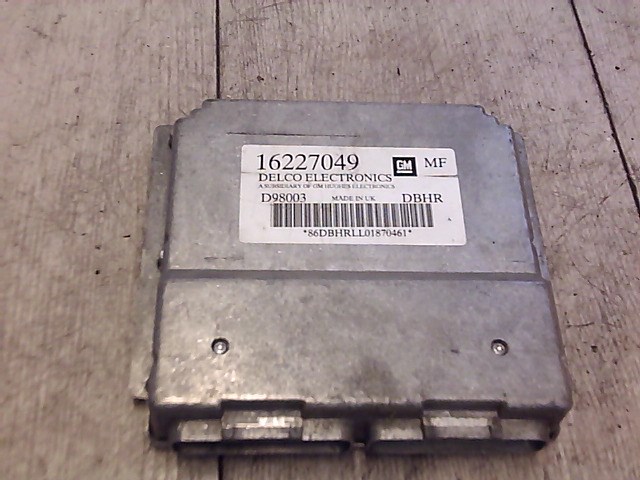 16227049 GM MF
DELCO ELECTRONICS
A SUBSIDIARY OF GM HUGHES ELECTRONICS
D98003 MADE IN UK DBHR
*86DBHRLL01870461*